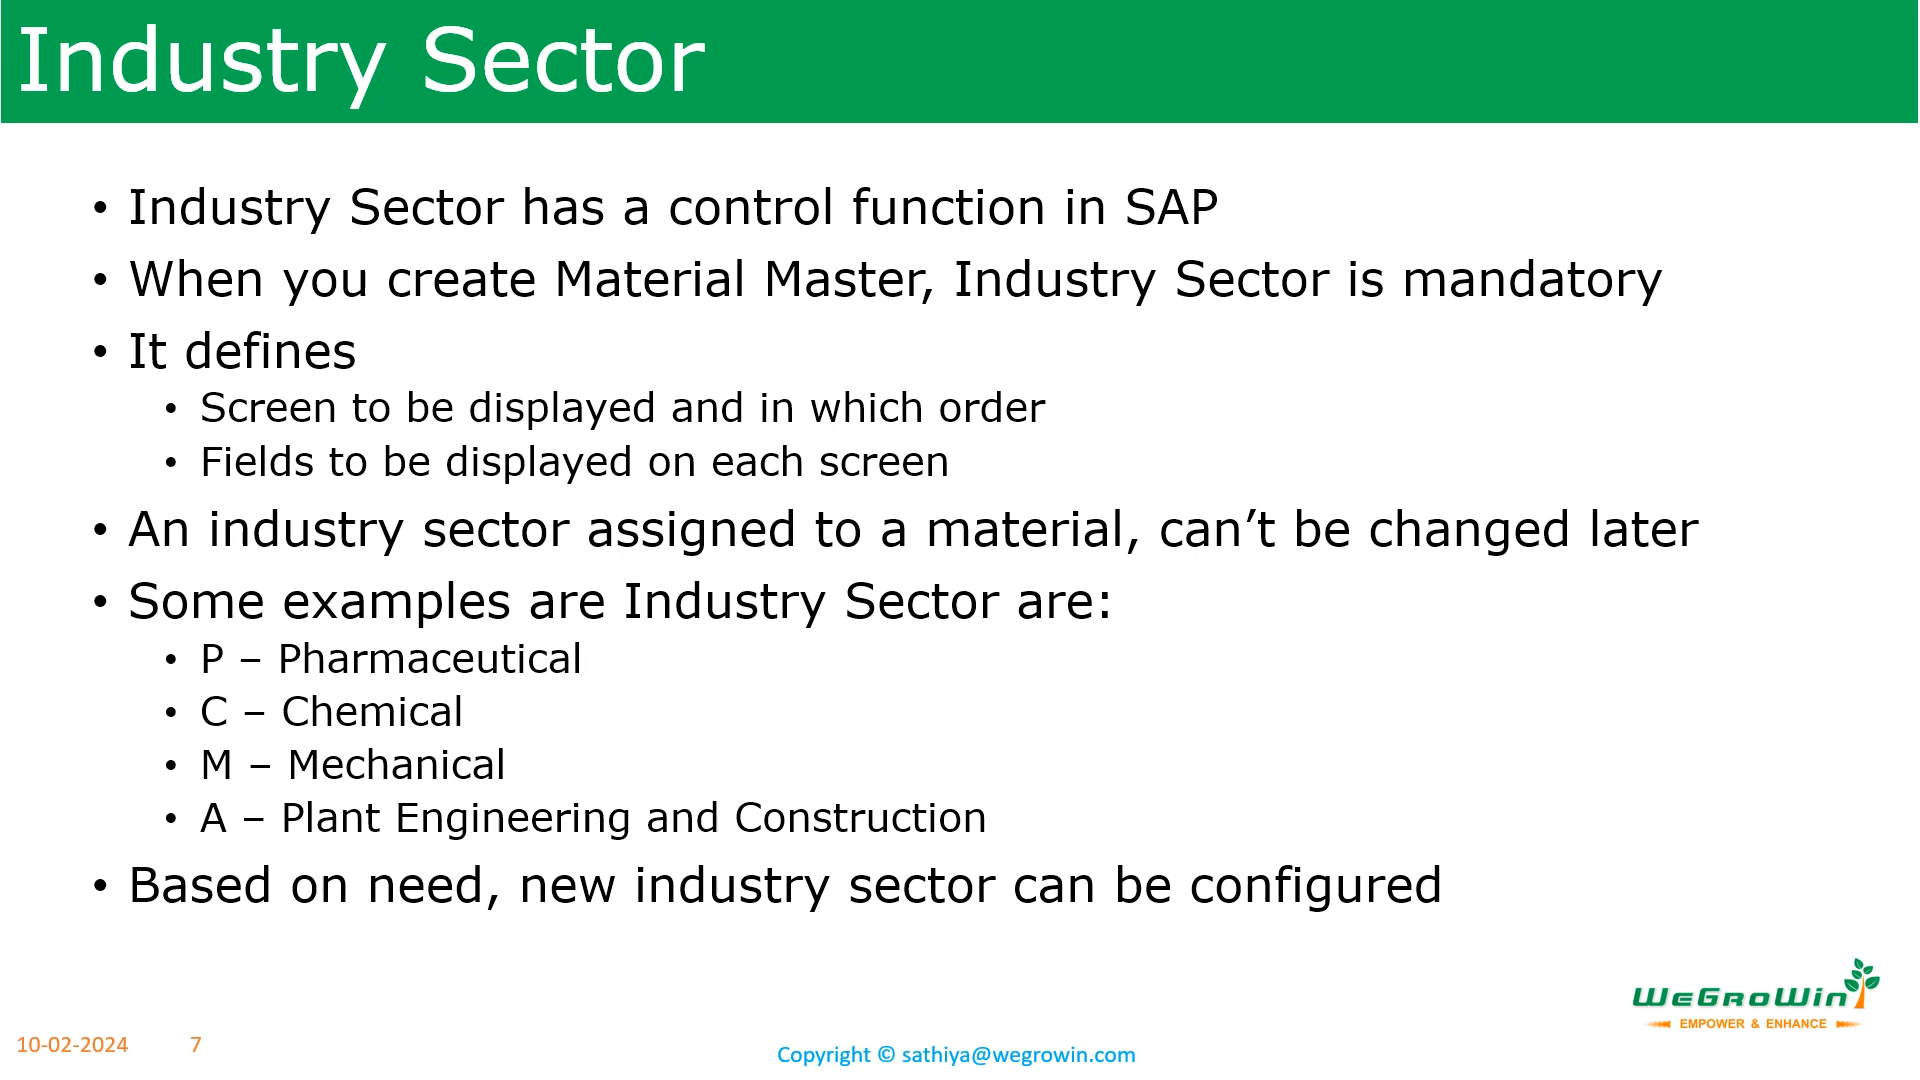 Industry Sector
• Industry Sector has a control function in SAP
• When you create Material Master, Industry Sector is mandatory
• It defines
• Screen to be displayed and in which order
• Fields to be displayed on each screen
• An industry sector assigned to a material, can’t be changed later
• Some examples are Industry Sector are:
• P – Pharmaceutical
• C – Chemical
• M – Mechanical
• A – Plant Engineering and Construction
• Based on need, new industry sector can be configured
WeGroWin
EMPOWER & ENHANCE
10-02-2024 7
Copyright © sathiya@wegrowin.com